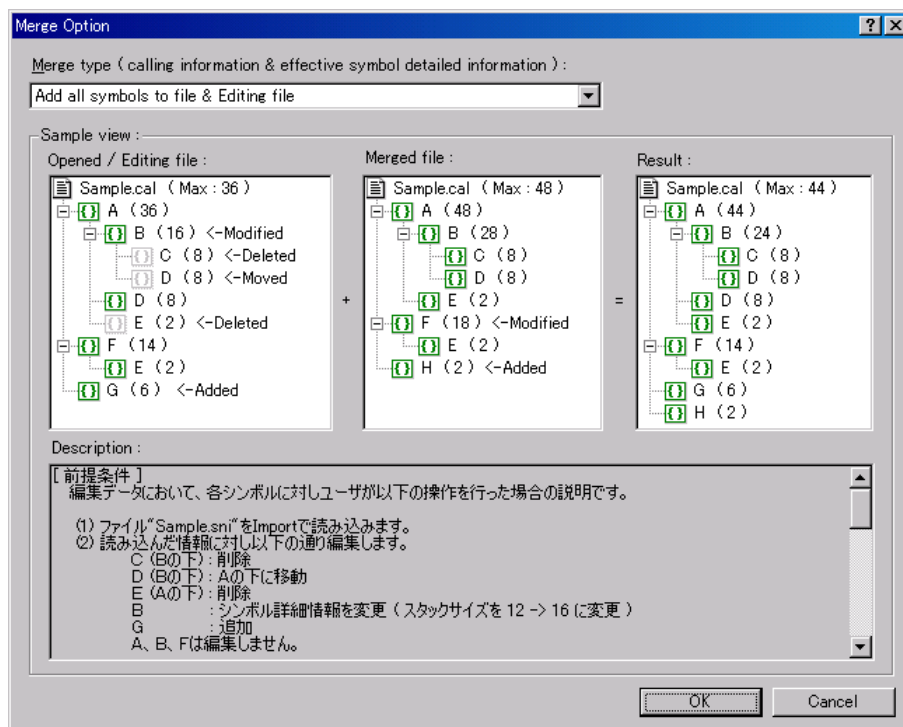 Merge Option
Merge type ( calling information & effective symbol detailed information ) :
Add all symbols to file & Editing file
Sample view :
Opened / Editing file :
Sample.cal ( Max : 36 )
A ( 36 )
B ( 16 ) <-Modified
C ( 8 ) <-Deleted
D ( 8 ) <-Moved
D ( 8 )
E ( 2 ) <-Deleted
F ( 14 )
E ( 2 )
G ( 6 ) <-Added
+
Merged file :
Sample.cal ( Max : 48 )
A ( 48 )
B ( 28 )
C ( 8 )
D ( 8 )
E ( 2 )
F ( 18 ) <-Modified
E ( 2 )
H ( 2 ) <-Added
=
Result :
Sample.cal ( Max : 44 )
A ( 44 )
B ( 24 )
C ( 8 )
D ( 8 )
D ( 8 )
E ( 2 )
F ( 14 )
E ( 2 )
G ( 6 )
H ( 2 )
Description :
[ 前提条件 ]
編集データにおいて、各シンボルに対しユーザが以下の操作を行った場合の説明です。
(1) ファイル"Sample.sni"をImportで読み込みます。
(2) 読み込んだ情報に対し以下の通り編集します。
C (Bの下) : 削除
D (Bの下) : Aの下に移動
E (Aの下) : 削除
B : シンボル詳細情報を変更 ( スタックサイズを 12 -> 16 に変更 )
G : 追加
A、B、Fは編集しません。
OK
Cancel